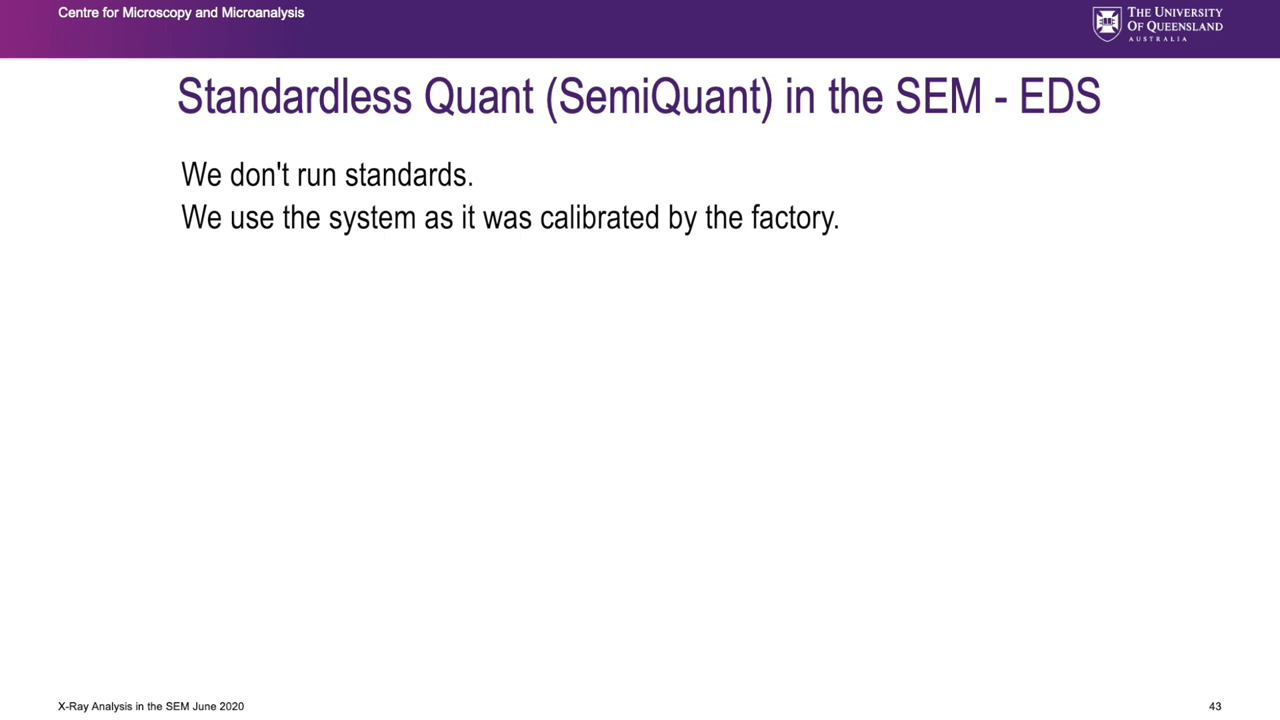 Centre for Microscopy and Microanalysis
THE UNIVERSITY
OF QUEENSLAND
AUSTRALIA
Standardless Quant (SemiQuant) in the SEM - EDS
We don't run standards.
We use the system as it was calibrated by the factory.
X-Ray Analysis in the SEM June 2020
43